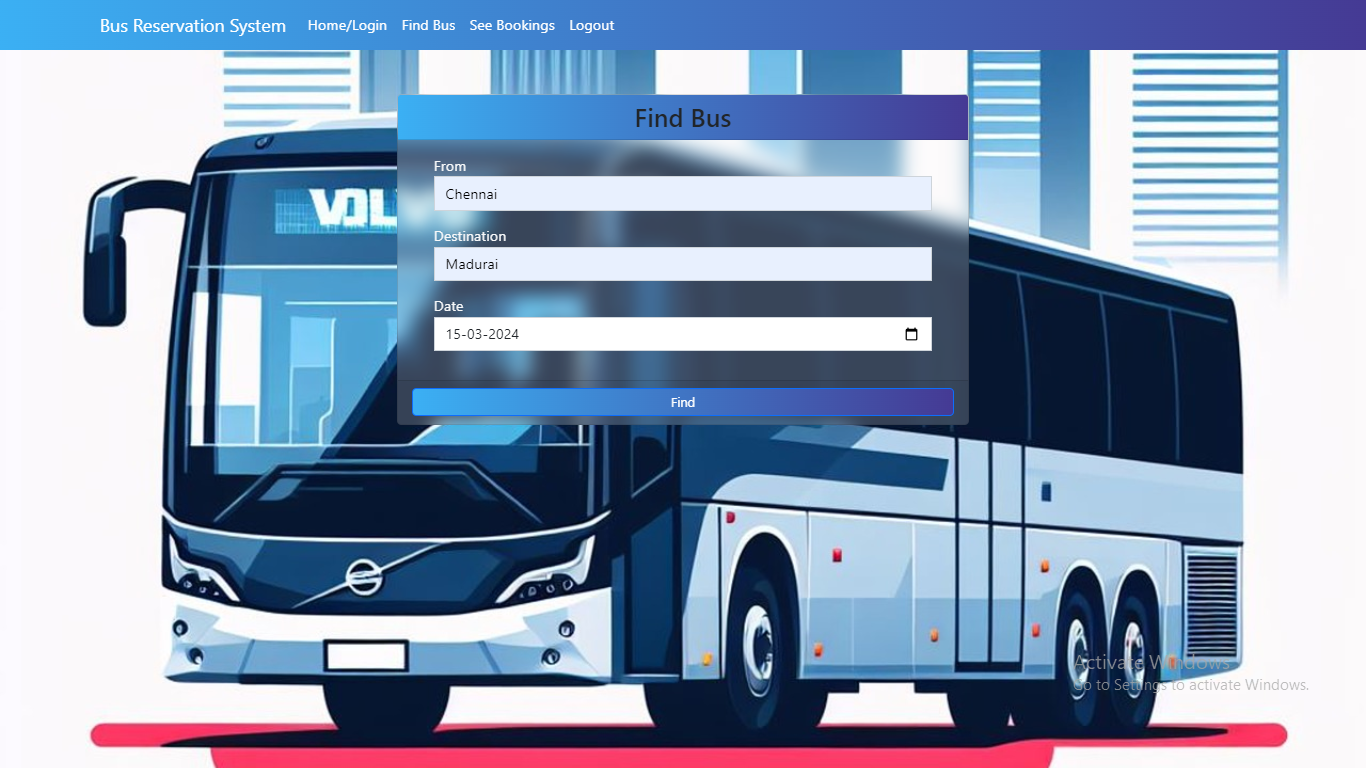 Bus Reservation System Home/Login Find Bus See Bookings Logout
Find Bus
From
Chennai
VOL
Destination
Madurai
Date
15-03-2024
Find
Activate Windows
Go to Settings to activate Windows.